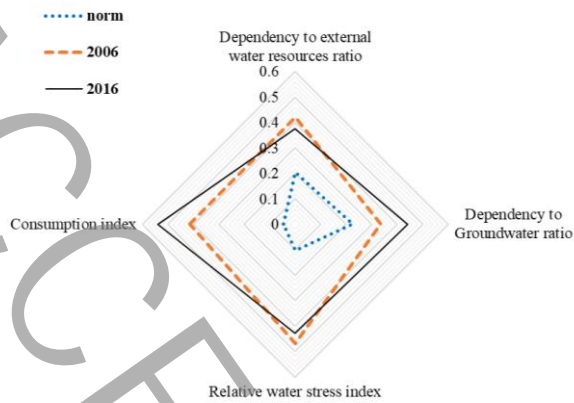 norm
2006
2016
Dependency to external
water resources ratio
0.6
0.5
0.4
0.3
0.2
0.1
0
Consumption index
Dependency to
Groundwater ratio
Relative water stress index